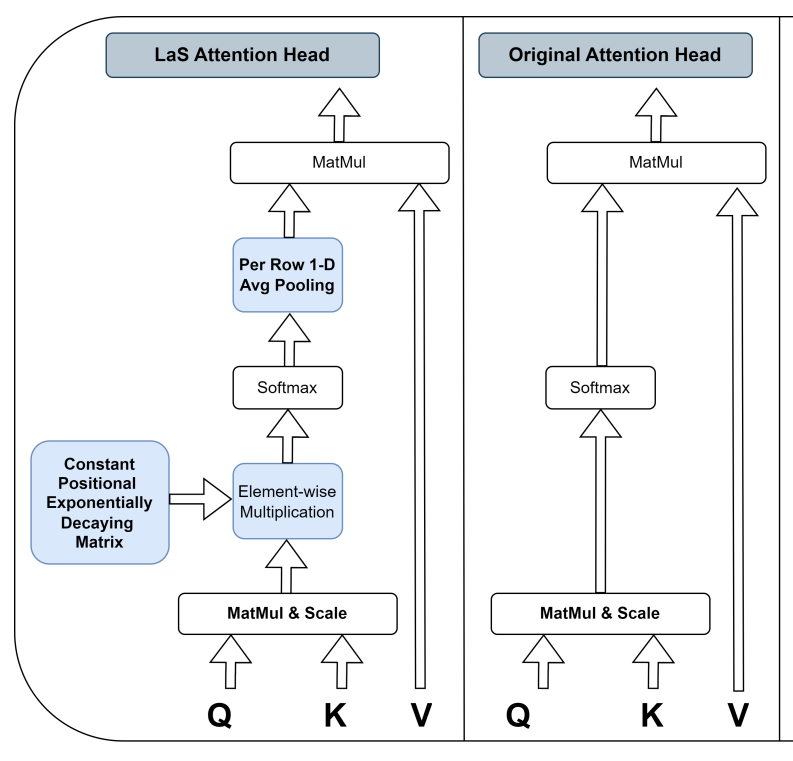 LaS Attention Head
MatMul
Per Row 1-D
Avg Pooling
Softmax
Constant
Positional
Exponentially
Decaying
Matrix
Element-wise
Multiplication
MatMul & Scale
Q K V
Original Attention Head
MatMul
Softmax
MatMul & Scale
Q K V